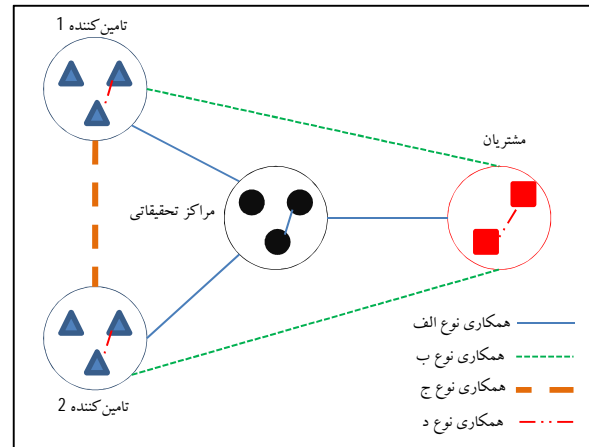 تامین‌کننده 1
مشتریان
مراکز تحقیقاتی
همکاری نوع الف
همکاری نوع ب
همکاری نوع ج
همکاری نوع د
تامین‌کننده 2